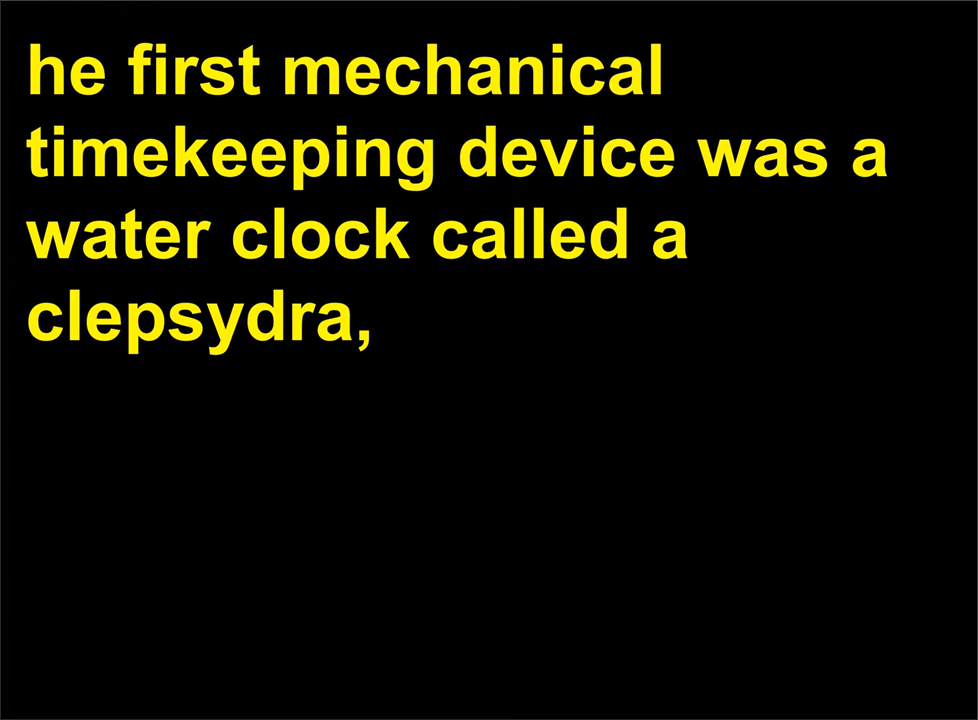 he first mechanical
timekeeping device was a
water clock called a
clepsydra,